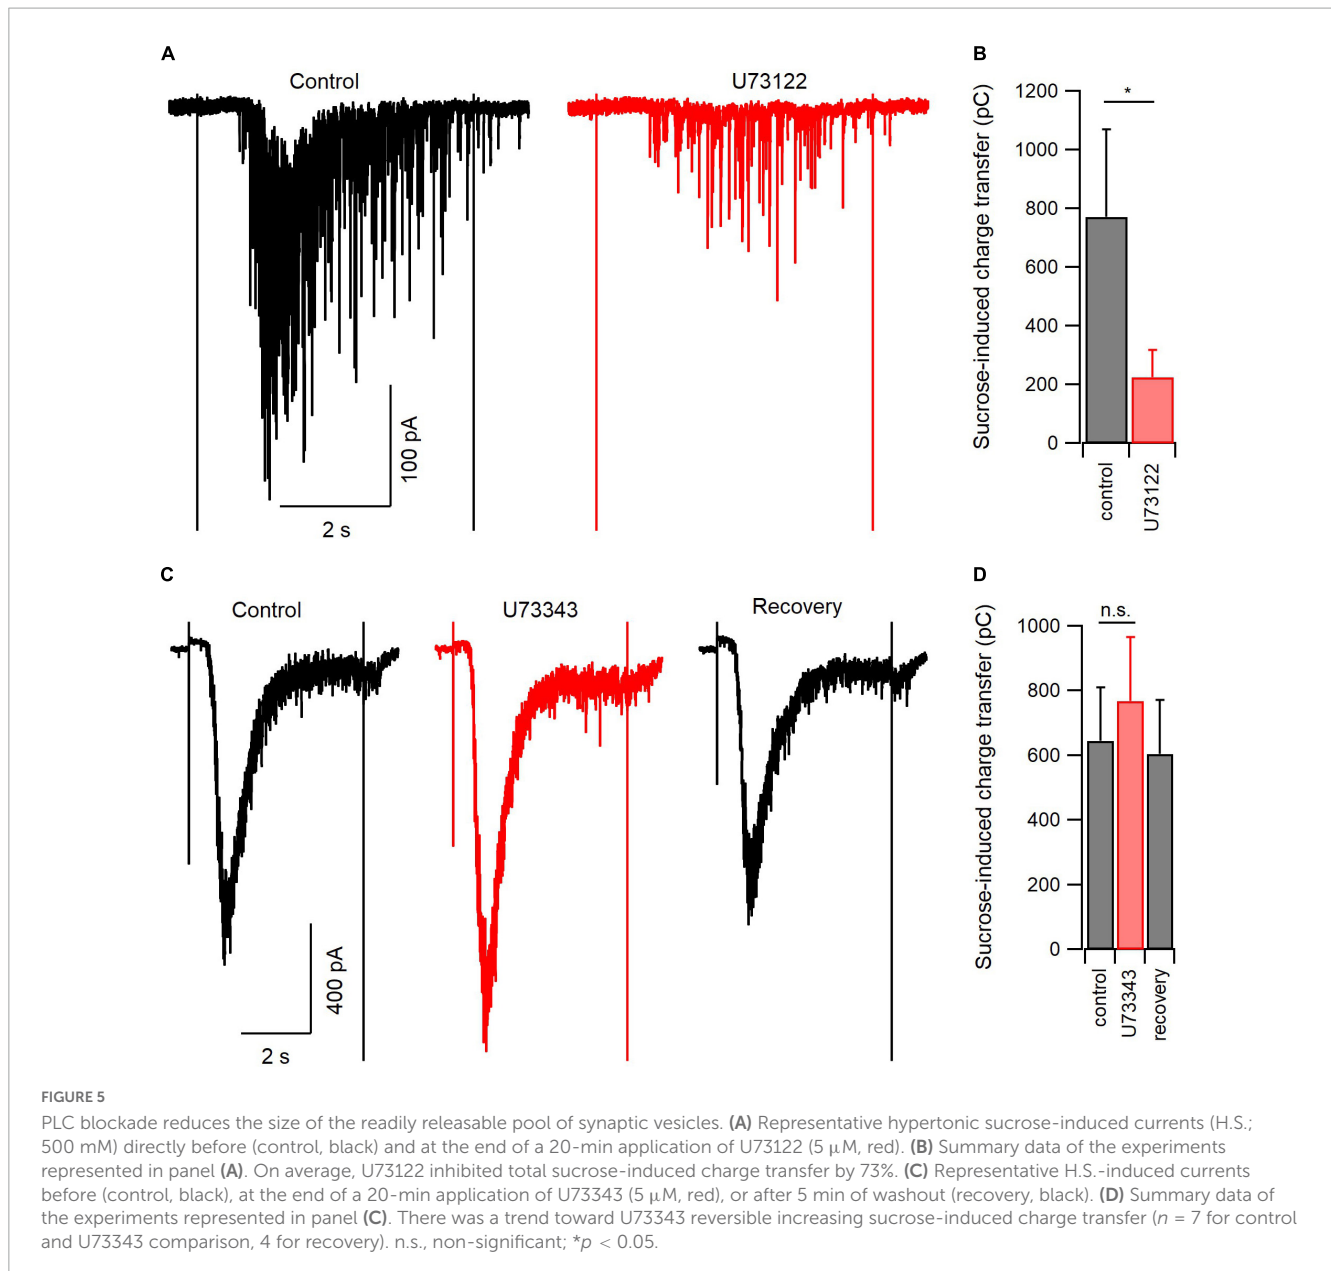 A
Control
U73122
100 pA
2 s
B
Sucrose-induced charge transfer (pC)
1200
1000
800
600
400
200
0
*
control
U73122
C
Control
U73343
Recovery
400 pA
2 s
D
Sucrose-induced charge transfer (pC)
1000
800
600
400
200
0
n.s.
control
U73343
recovery
FIGURE 5
PLC blockade reduces the size of the readily releasable pool of synaptic vesicles. (A) Representative hypertonic sucrose-induced currents (H.S.;
500 mM) directly before (control, black) and at the end of a 20-min application of U73122 (5 μM, red). (B) Summary data of the experiments
represented in panel (A). On average, U73122 inhibited total sucrose-induced charge transfer by 73%. (C) Representative H.S.-induced currents
before (control, black), at the end of a 20-min application of U73343 (5 μM, red), or after 5 min of washout (recovery, black). (D) Summary data of
the experiments represented in panel (C). There was a trend toward U73343 reversible increasing sucrose-induced charge transfer (n = 7 for control
and U73343 comparison, 4 for recovery). n.s., non-significant; *p < 0.05.